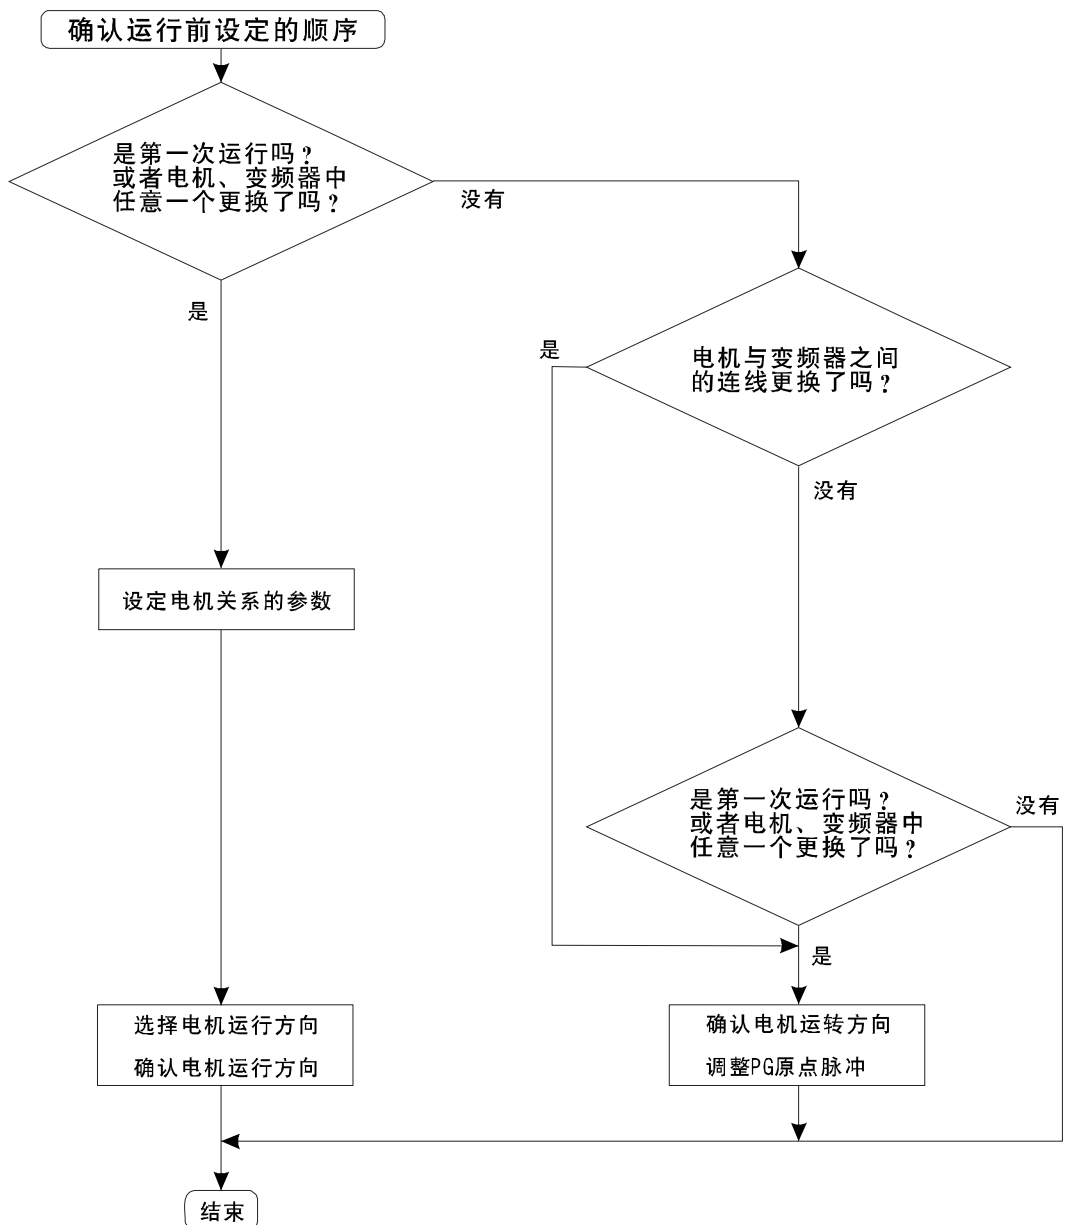 确认运行前设定的顺序
是第一次运行吗?
或者电机、变频器中
任意一个更换了吗?
没有
是
是
电机与变频器之间
的连线更换了吗?
没有
设定电机关系的参数
是第一次运行吗?
或者电机、变频器中
任意一个更换了吗?
没有
是
选择电机运行方向
确认电机运行方向
确认电机运转方向
调整PG原点脉冲
结束